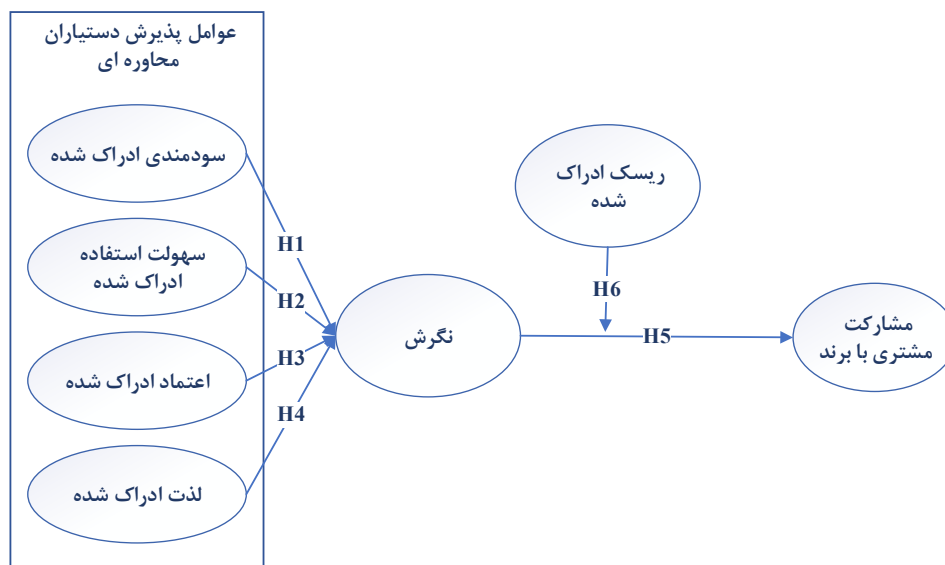 عوامل پذیرش دستیاران
محاوره ای
سودمندی ادراک شده
سهولت استفاده
ادراک شده
اعتماد ادراک شده
لذت ادراک شده
H1
H2
H3
H4
نگرش
ریسک ادراک
شده
H6
H5
مشارکت
مشتری با برند